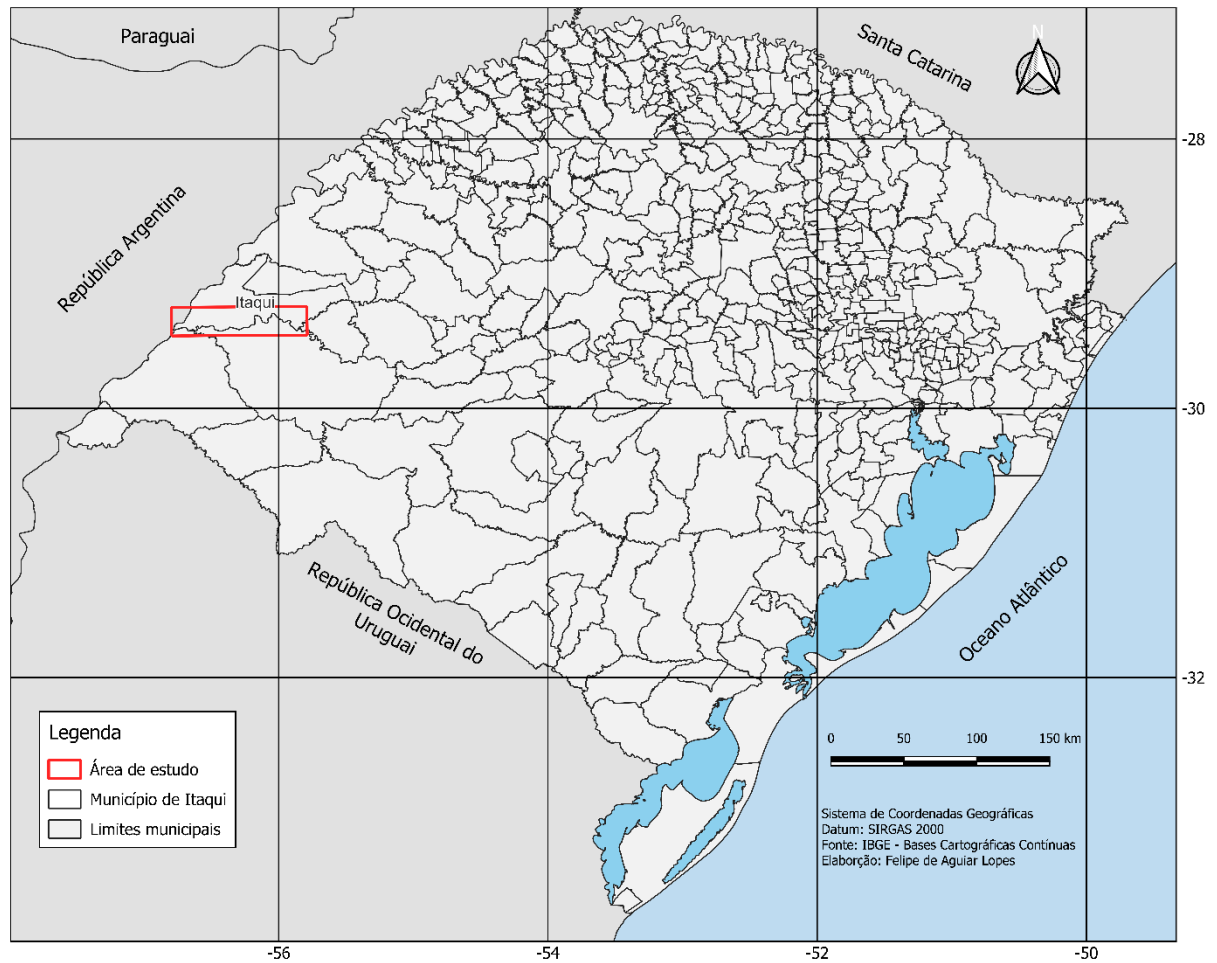 Paraguai
Santa Catarina
N
-28
República Argentina
Itaqui
-30
República Ocidental do
Uruguai
Oceano Atlântico
-32
Legenda
Área de estudo
Município de Itaqui
Limites municipais
0 50 100 150 km
Sistema de Coordenadas Geográficas
Datum: SIRGAS 2000
Fonte: IBGE - Bases Cartográficas Contínuas
Elaborção: Felipe de Aguiar Lopes
-56 -54 -52 -50